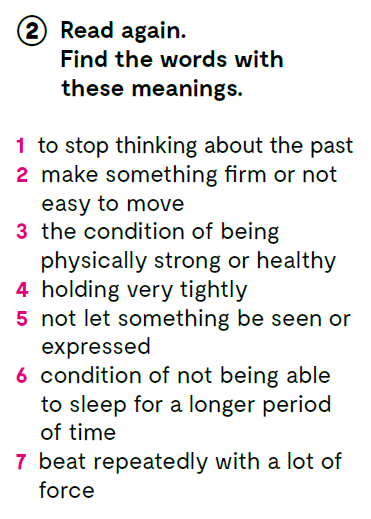 2 Read again.
Find the words with
these meanings.
1 to stop thinking about the past
2 make something firm or not
easy to move
3 the condition of being
physically strong or healthy
4 holding very tightly
5 not let something be seen or
expressed
6 condition of not being able
to sleep for a longer period
of time
7 beat repeatedly with a lot of
force